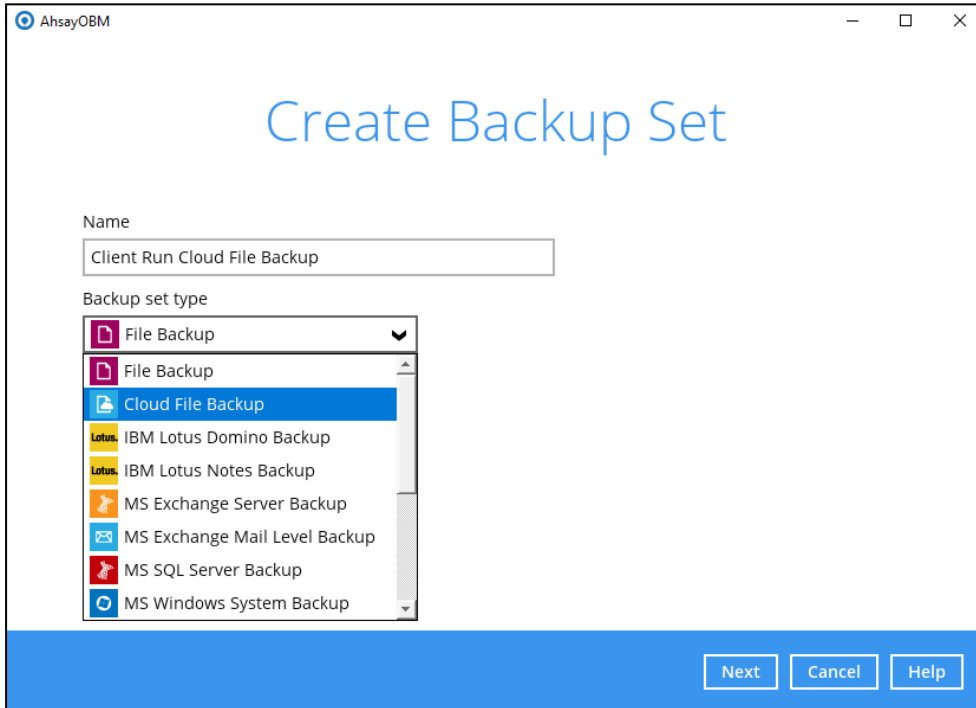 AhsayOBM
Create Backup Set
Name
Client Run Cloud File Backup
Backup set type
File Backup
File Backup
Cloud File Backup
Lotus. IBM Lotus Domino Backup
Lotus. IBM Lotus Notes Backup
MS Exchange Server Backup
MS Exchange Mail Level Backup
MS SQL Server Backup
MS Windows System Backup
Next Cancel Help